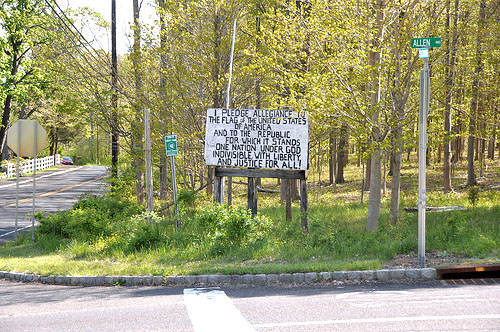 ALLEN
I PLEDGE ALLEGIANCE TO
THE FLAG OF THE UNITED STATES
OF AMERICA
AND TO THE REPUBLIC
FOR WHICH IT STANDS
ONE NATION UNDER GOD
INDIVISIBLE WITH LIBERTY
AND JUSTICE FOR ALL!